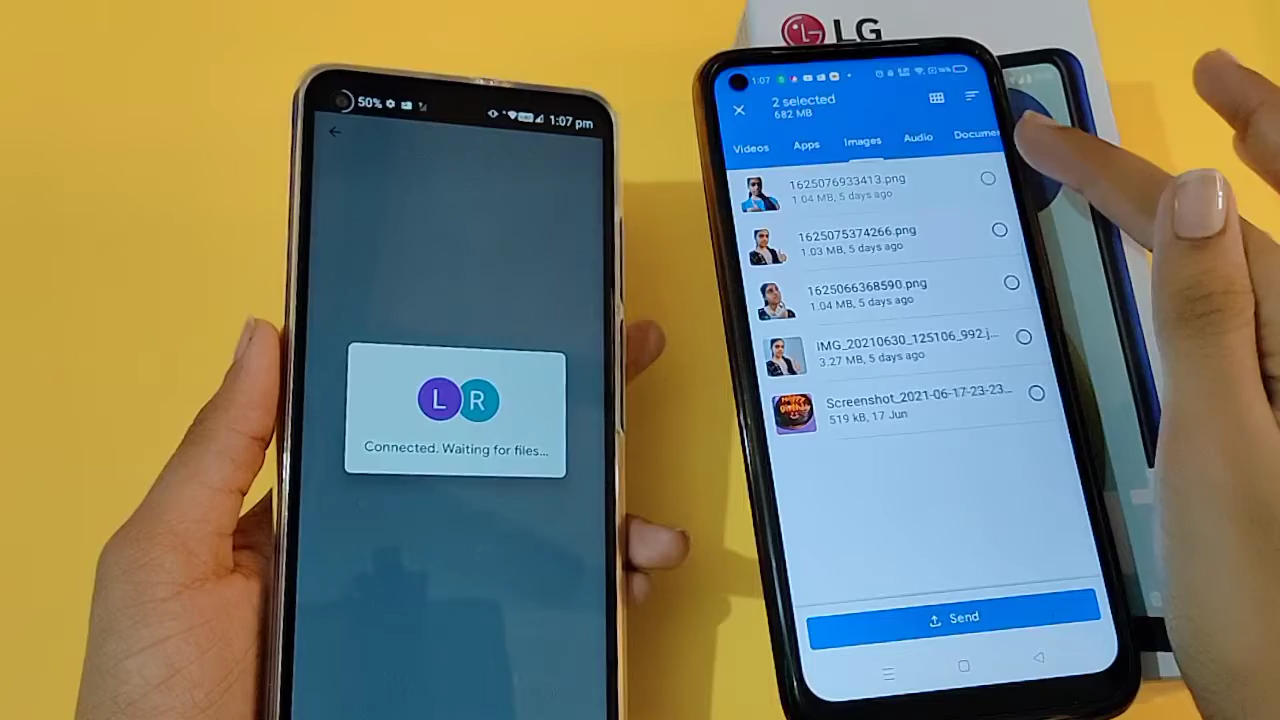 LG
50%
1:07 pm
L R
Connected. Waiting for files...
1:07
2 selected
682 MB
Videos Apps Images Audio Documen
1625076933413.png
1.04 MB, 5 days ago
1625075374266.png
1.03 MB, 5 days ago
1625066368590.png
1.04 MB, 5 days ago
IMG_20210630_125106_992.j...
3.27 MB, 5 days ago
Screenshot_2021-06-17-23-23...
519 kB, 17 Jun
Send